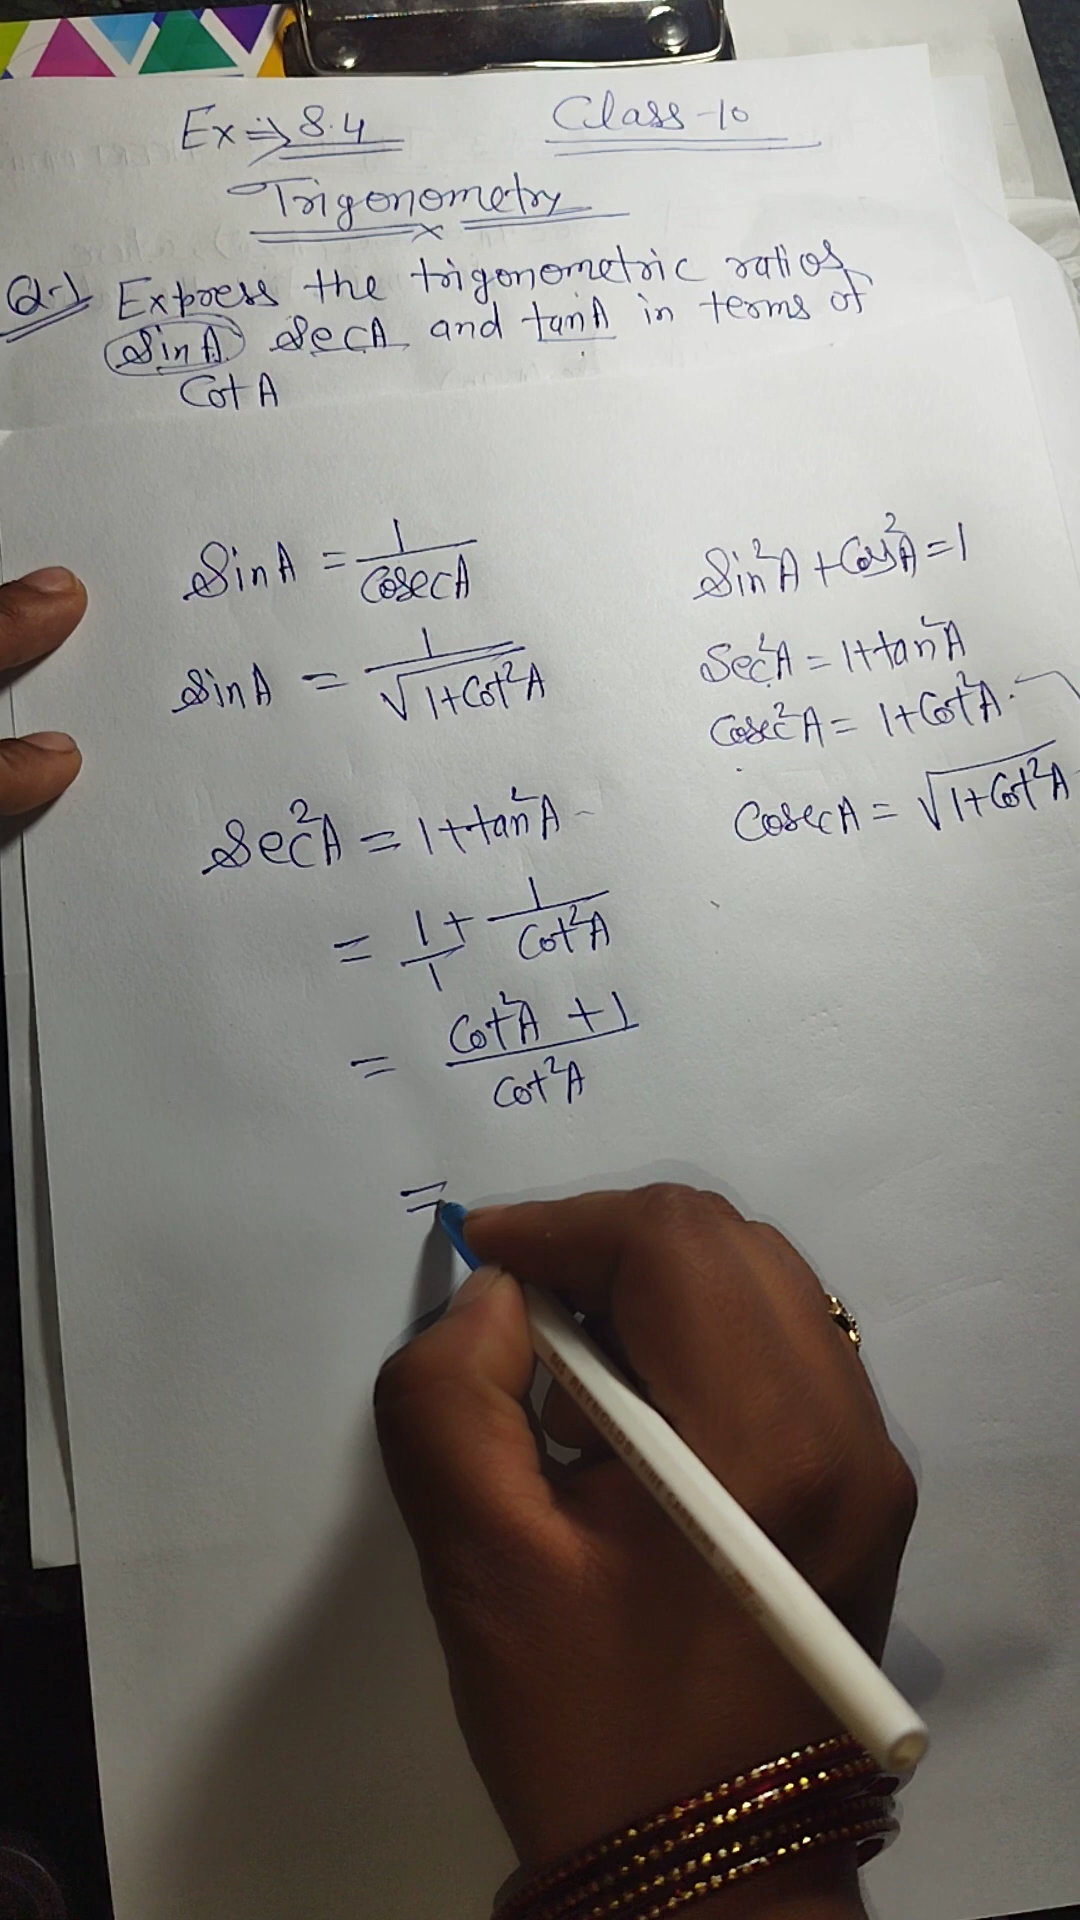 Ex⇒ 8.4 Class-10
Trigonometry
Q-1 Express the trigonometric ratios
Sin A Sec A and tan A in terms of
Cot A
Sin A = 1/Cosec A
Sin A = 1/√1+Cot²A
Sec²A = 1+tan²A
= 1/1 + 1/Cot²A
= Cot²A +1/Cot²A
=
Sin²A + Cos²A = 1
Sec²A = 1+tan²A
Cosec²A = 1+Cot²A
Cosec A = √1+Cot²A